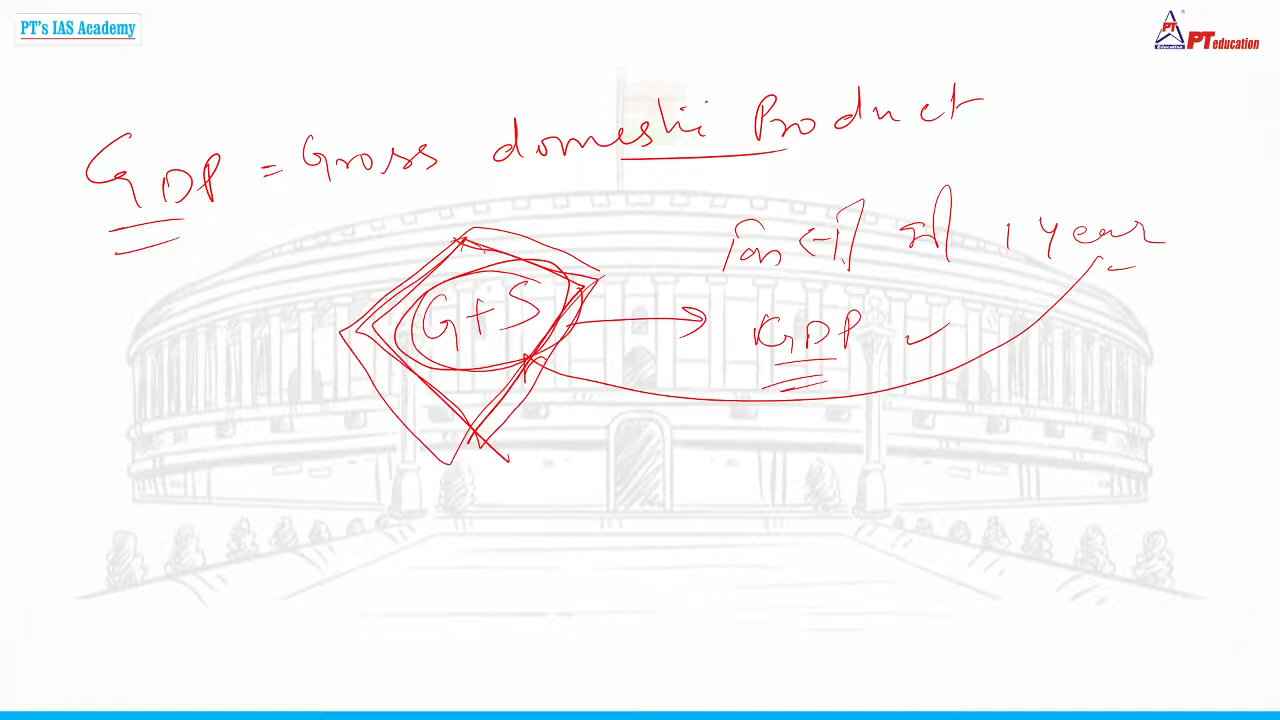 PT's IAS Academy
PT education
GDP = Gross domestic Product
किसी भी 1 Year
G + S
GDP